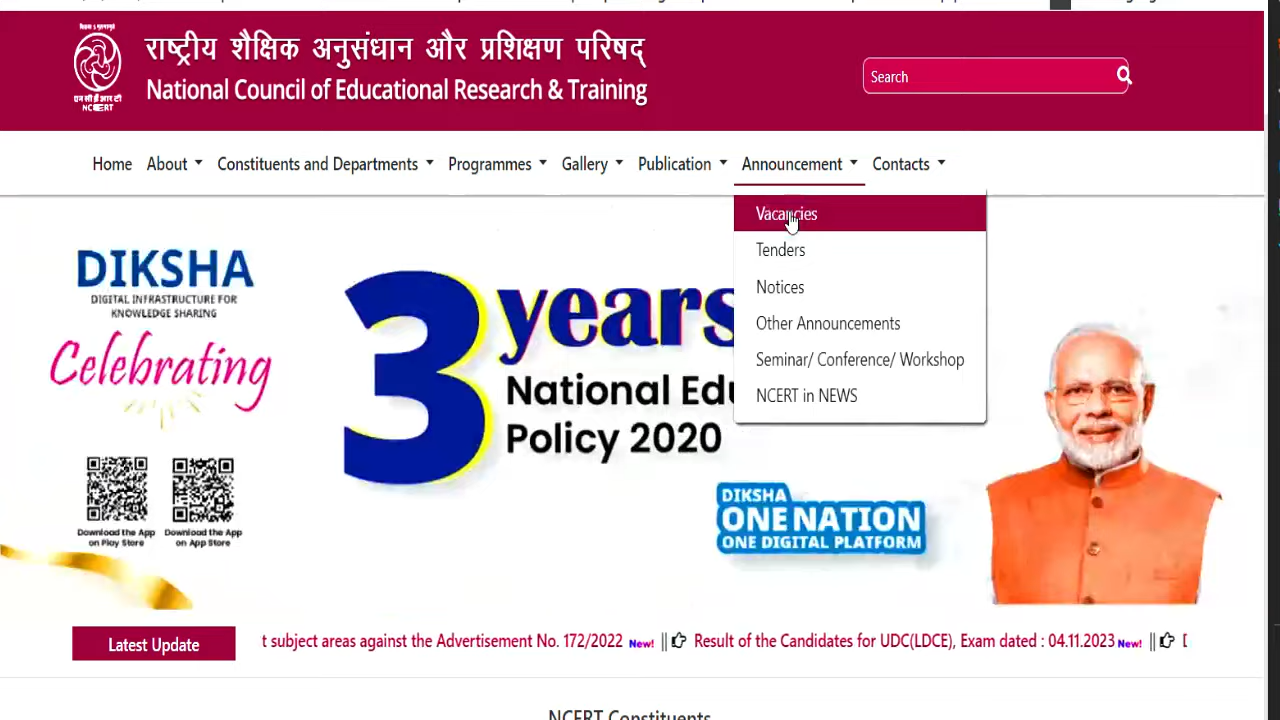 राष्ट्रीय शैक्षिक अनुसंधान और प्रशिक्षण परिषद्
National Council of Educational Research & Training
एन सी ई आर टी
NCERT
Search
Home About Constituents and Departments Programmes Gallery Publication Announcement Contacts
Vacancies
Tenders
Notices
Other Announcements
Seminar/ Conference/ Workshop
NCERT in NEWS
DIKSHA
DIGITAL INFRASTRUCTURE FOR
KNOWLEDGE SHARING
Celebrating
3 years
National Edu
Policy 2020
DIKSHA
ONE NATION
ONE DIGITAL PLATFORM
Download the App
on Play Store
Download the App
on App Store
Latest Update
t subject areas against the Advertisement No. 172/2022 New! || Result of the Candidates for UDC(LDCE), Exam dated : 04.11.2023 New! ||
NCERT Constituents